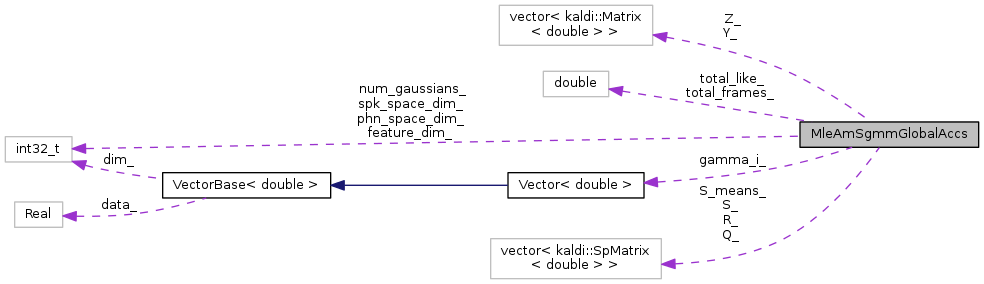 vector< kaldi::Matrix
< double > >
Z_
Y_
double
total_like_
total_frames_
num_gaussians_
spk_space_dim_
phn_space_dim_
feature_dim_
MleAmSgmmGlobalAccs
int32_t
dim_
gamma_i_
VectorBase< double >
Vector< double >
Real
data_
S_means_
S_
R_
Q_
vector< kaldi::SpMatrix
< double > >